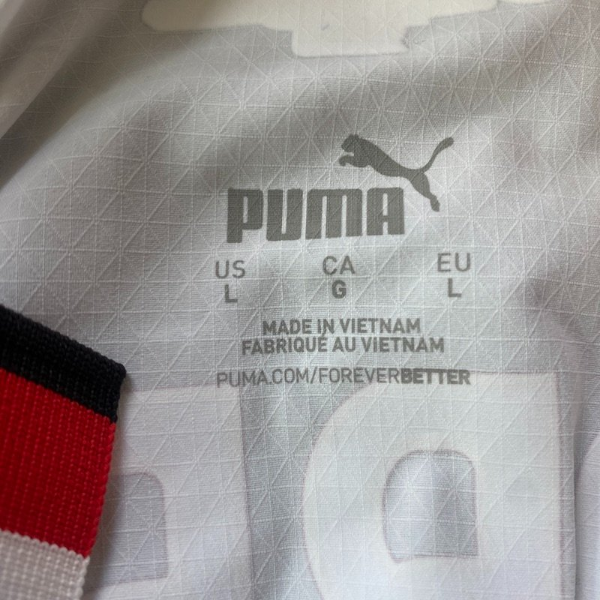 PUMA
US CA EU
L G L
MADE IN VIETNAM
FABRIQUÉ AU VIETNAM
PUMA.COM/FOREVERBETTER